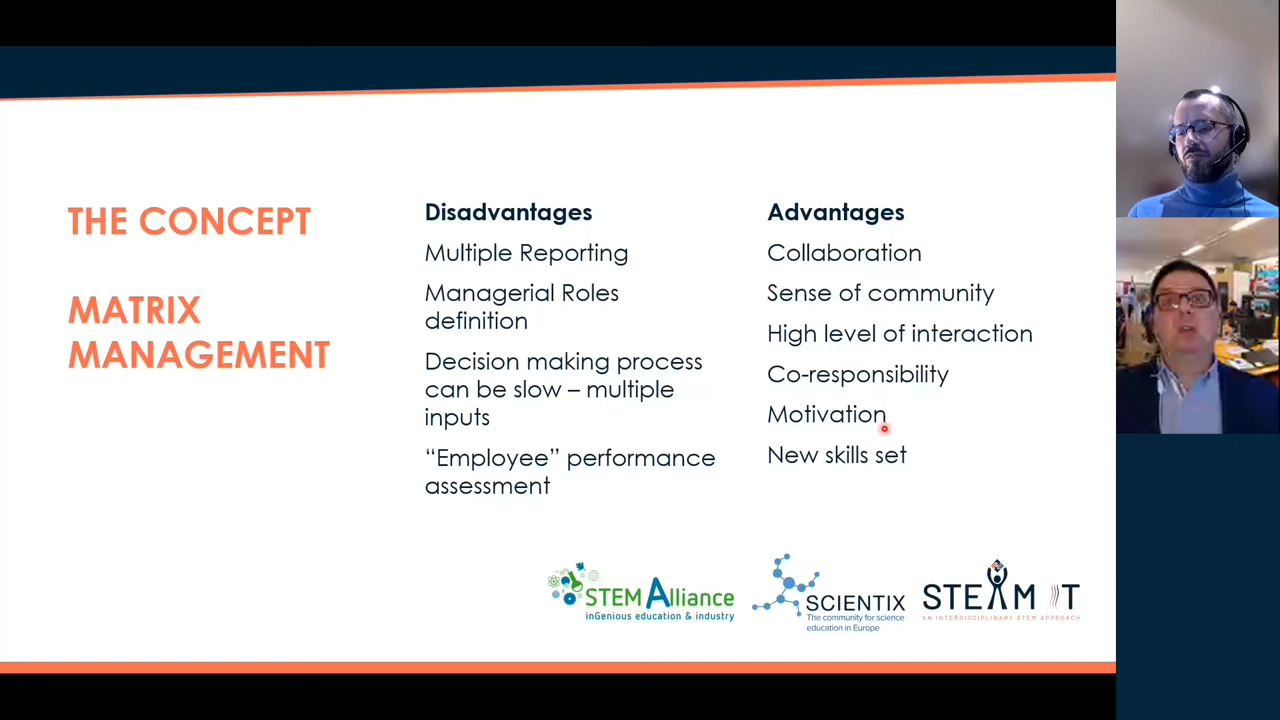 THE CONCEPT
MATRIX
MANAGEMENT
Disadvantages
Multiple Reporting
Managerial Roles
definition
Decision making process
can be slow – multiple
inputs
“Employee” performance
assessment
Advantages
Collaboration
Sense of community
High level of interaction
Co-responsibility
Motivation
New skills set
STEM Alliance
inGenious education & industry
SCIENTIX
The community for science
education in Europe
STEAM IT
AN INTERDISCIPLINARY STEM APPROACH